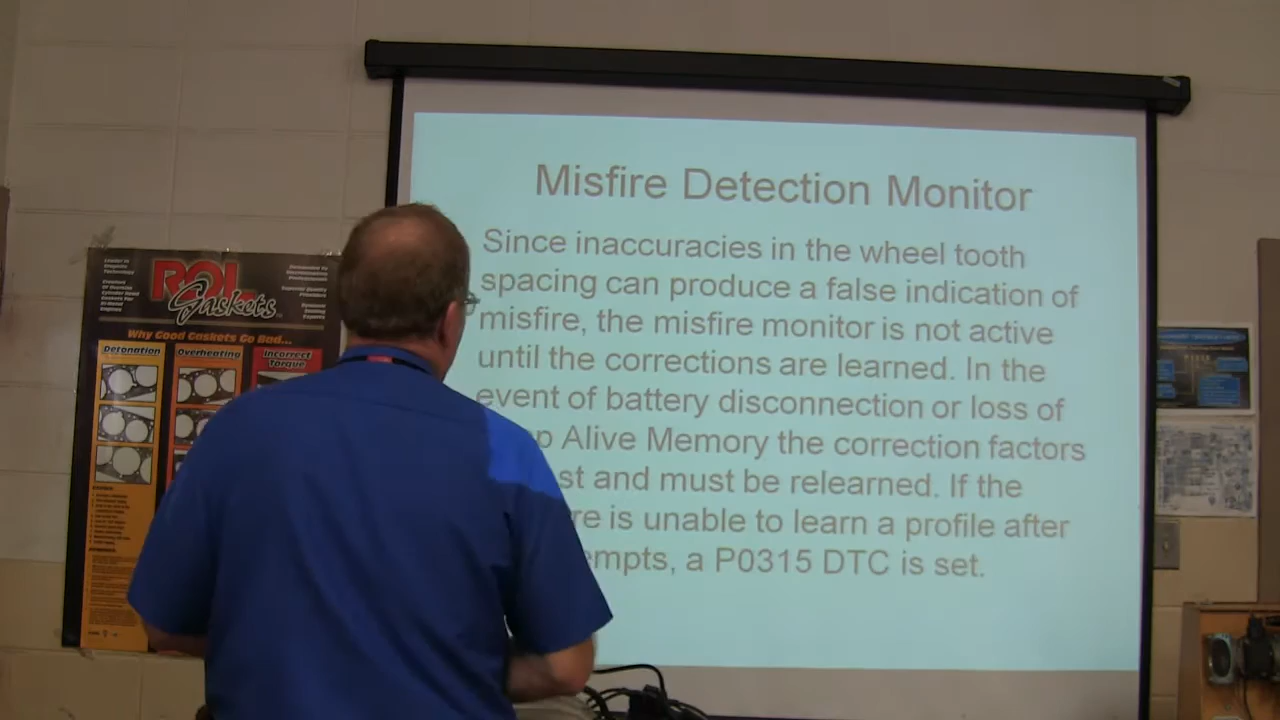 Misfire Detection Monitor
Since inaccuracies in the wheel tooth
spacing can produce a false indication of
misfire, the misfire monitor is not active
until the corrections are learned. In the
event of battery disconnection or loss of
p Alive Memory the correction factors
st and must be relearned. If the
re is unable to learn a profile after
empts, a P0315 DTC is set.
ROL
Gaskets
Why Good Gaskets Go Bad...
Detonation
Overheating
Incorrect
Torque